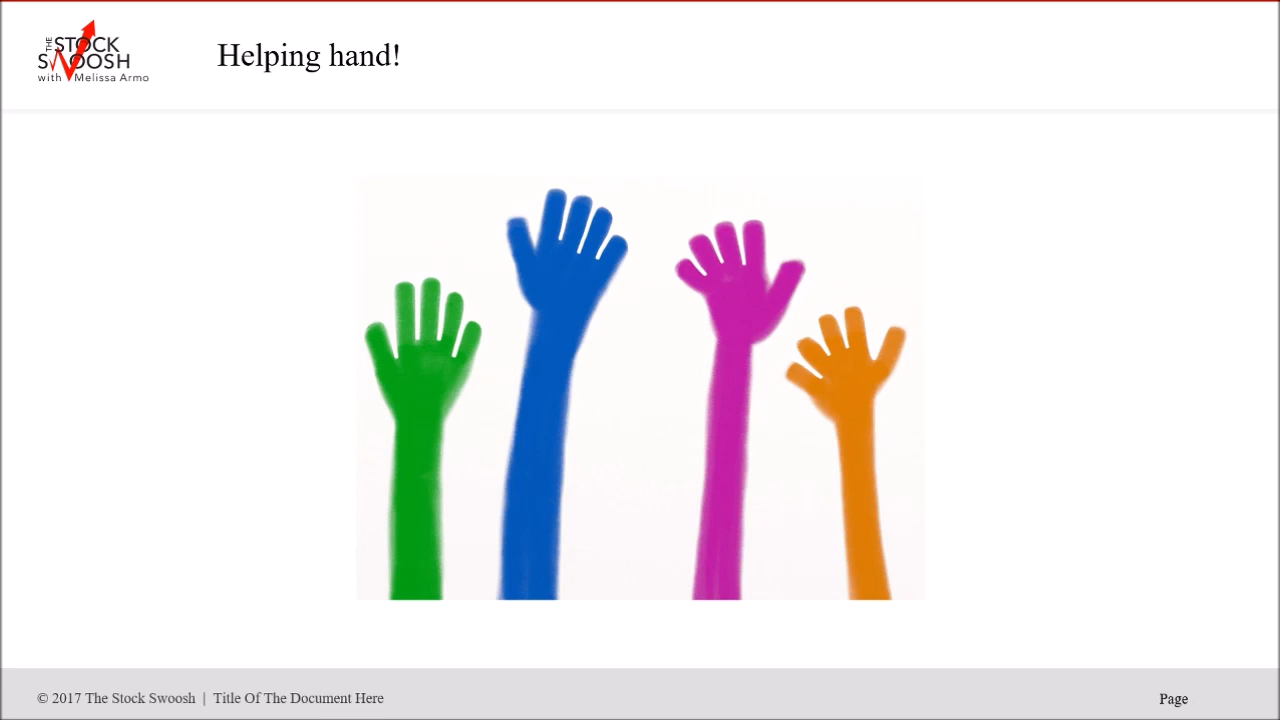 THE STOCK
SWOOSH
with Melissa Armo
Helping hand!
© 2017 The Stock Swoosh | Title Of The Document Here
Page